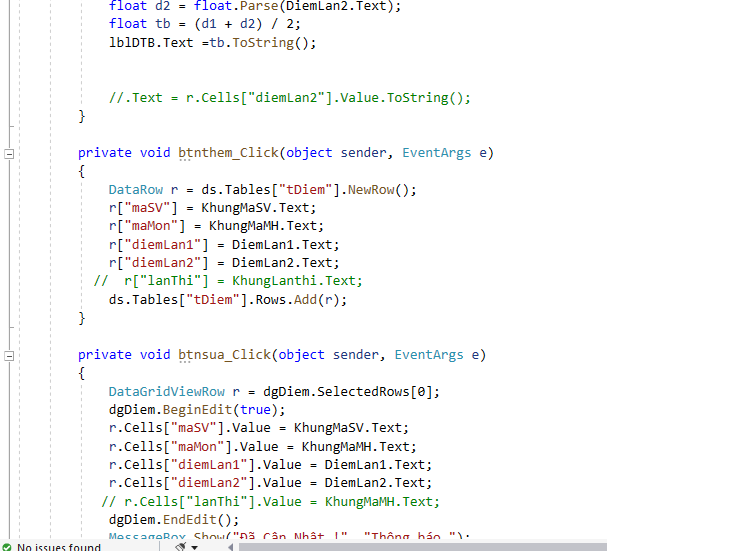 float d2 = float.Parse(DiemLan2.Text);
float tb = (d1 + d2) / 2;
lblDTB.Text =tb.ToString();
//.Text = r.Cells["diemLan2"].Value.ToString();
}
private void btnthem_Click(object sender, EventArgs e)
{
DataRow r = ds.Tables["tDiem"].NewRow();
r["maSV"] = KhungMaSV.Text;
r["maMon"] = KhungMaMH.Text;
r["diemLan1"] = DiemLan1.Text;
r["diemLan2"] = DiemLan2.Text;
//  r["lanThi"] = KhungLanthi.Text;
ds.Tables["tDiem"].Rows.Add(r);
}
private void btnsua_Click(object sender, EventArgs e)
{
DataGridViewRow r = dgDiem.SelectedRows[0];
dgDiem.BeginEdit(true);
r.Cells["maSV"].Value = KhungMaSV.Text;
r.Cells["maMon"].Value = KhungMaMH.Text;
r.Cells["diemLan1"].Value = DiemLan1.Text;
r.Cells["diemLan2"].Value = DiemLan2.Text;
// r.Cells["lanThi"].Value = KhungMaMH.Text;
dgDiem.EndEdit();
MessageBox.Show("Đã Cập Nhật !", "Thông báo ");
No issues found